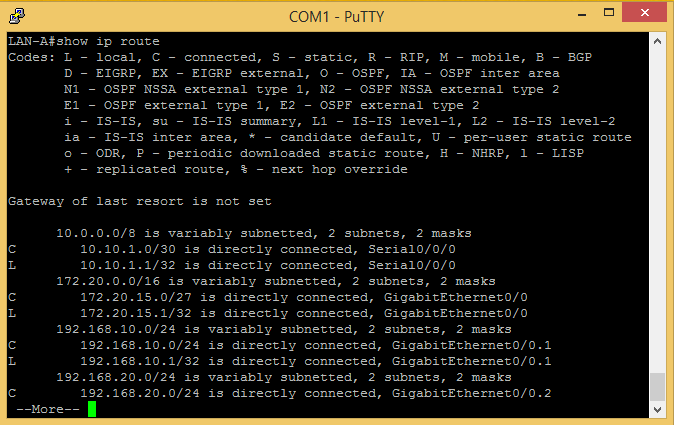 COM1 - PuTTY
LAN-A#show ip route
Codes: L - local, C - connected, S - static, R - RIP, M - mobile, B - BGP
D - EIGRP, EX - EIGRP external, O - OSPF, IA - OSPF inter area
N1 - OSPF NSSA external type 1, N2 - OSPF NSSA external type 2
E1 - OSPF external type 1, E2 - OSPF external type 2
i - IS-IS, su - IS-IS summary, L1 - IS-IS level-1, L2 - IS-IS level-2
ia - IS-IS inter area, * - candidate default, U - per-user static route
o - ODR, P - periodic downloaded static route, H - NHRP, l - LISP
+ - replicated route, % - next hop override
Gateway of last resort is not set
10.0.0.0/8 is variably subnetted, 2 subnets, 2 masks
C 10.10.1.0/30 is directly connected, Serial0/0/0
L 10.10.1.1/32 is directly connected, Serial0/0/0
172.20.0.0/16 is variably subnetted, 2 subnets, 2 masks
C 172.20.15.0/27 is directly connected, GigabitEthernet0/0
L 172.20.15.1/32 is directly connected, GigabitEthernet0/0
192.168.10.0/24 is variably subnetted, 2 subnets, 2 masks
C 192.168.10.0/24 is directly connected, GigabitEthernet0/0.1
L 192.168.10.1/32 is directly connected, GigabitEthernet0/0.1
192.168.20.0/24 is variably subnetted, 2 subnets, 2 masks
C 192.168.20.0/24 is directly connected, GigabitEthernet0/0.2
--More--